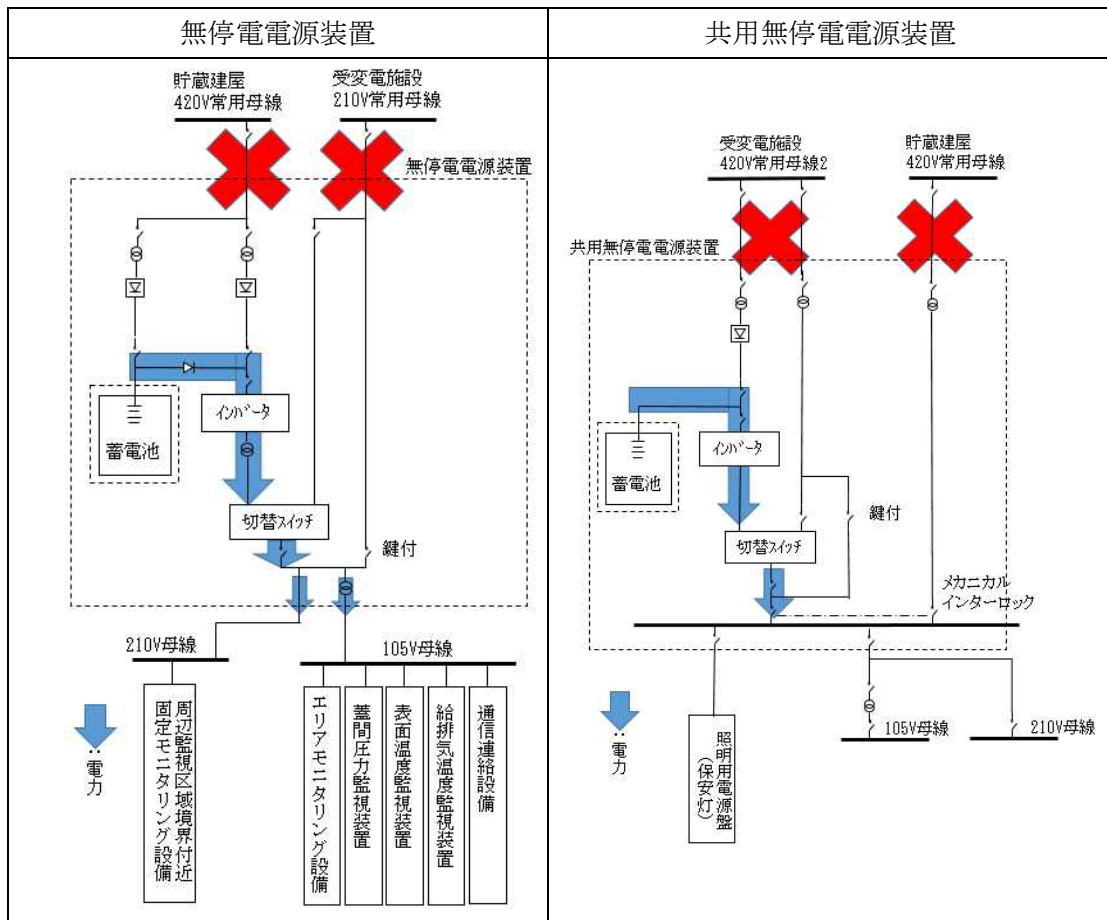 無停電電源装置
貯蔵建屋
420V常用母線
受変電施設
210V常用母線
無停電電源装置
インバータ
蓄電池
切替スイッチ
鍵付
210V母線
105V母線
周辺監視区域境界付近
固定モニタリング設備
エリアモニタリング設備
蓋間圧力監視装置
表面温度監視装置
給排気温度監視装置
通信連絡設備
:電力
共用無停電電源装置
受変電施設
420V常用母線2
貯蔵建屋
420V常用母線
共用無停電電源装置
インバータ
蓄電池
鍵付
切替スイッチ
メカニカル
インターロック
105V母線
210V母線
照明用電源盤
(保安灯)
:電力